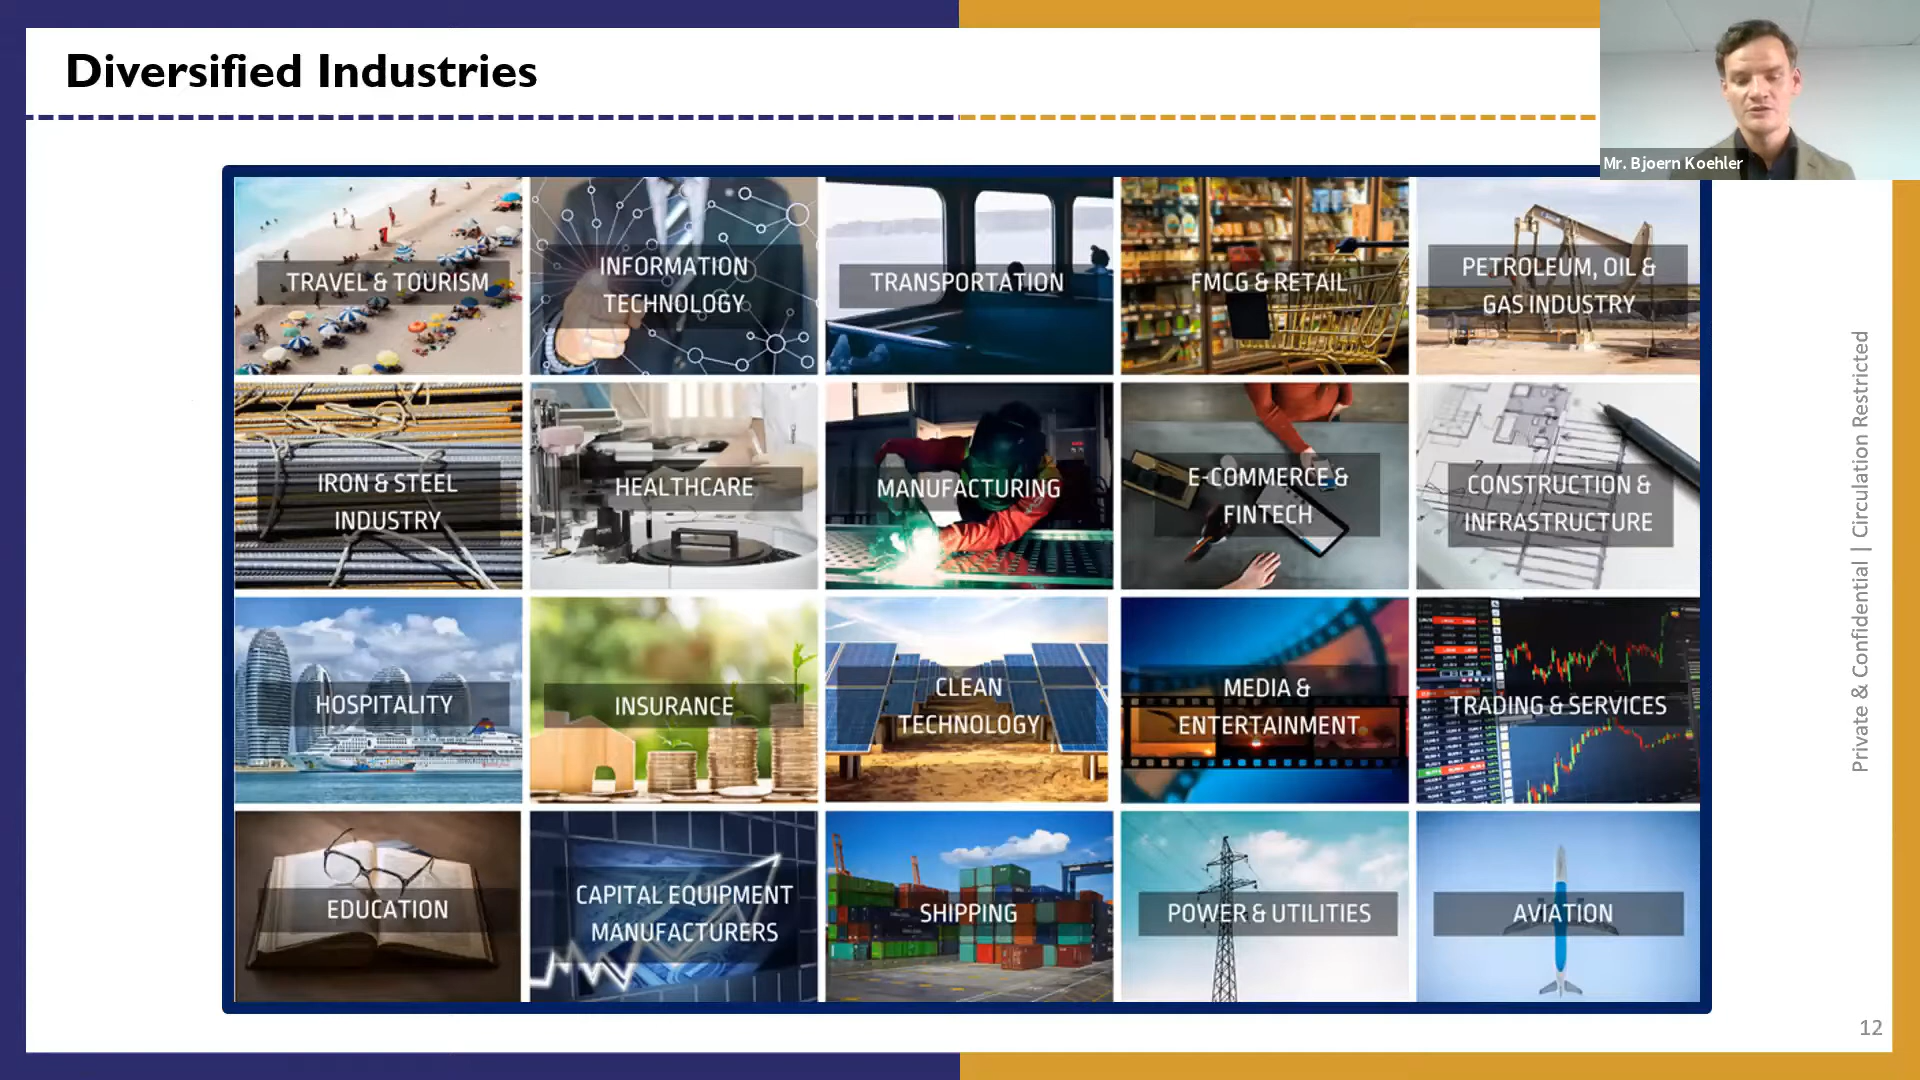 Diversified Industries
Mr. Bjoern Koehler
TRAVEL & TOURISM
INFORMATION
TECHNOLOGY
TRANSPORTATION
FMCG & RETAIL
PETROLEUM, OIL &
GAS INDUSTRY
IRON & STEEL
INDUSTRY
HEALTHCARE
MANUFACTURING
E-COMMERCE &
FINTECH
CONSTRUCTION &
INFRASTRUCTURE
HOSPITALITY
INSURANCE
CLEAN
TECHNOLOGY
MEDIA &
ENTERTAINMENT
TRADING & SERVICES
EDUCATION
CAPITAL EQUIPMENT
MANUFACTURERS
SHIPPING
POWER & UTILITIES
AVIATION
Private & Confidential | Circulation Restricted
12